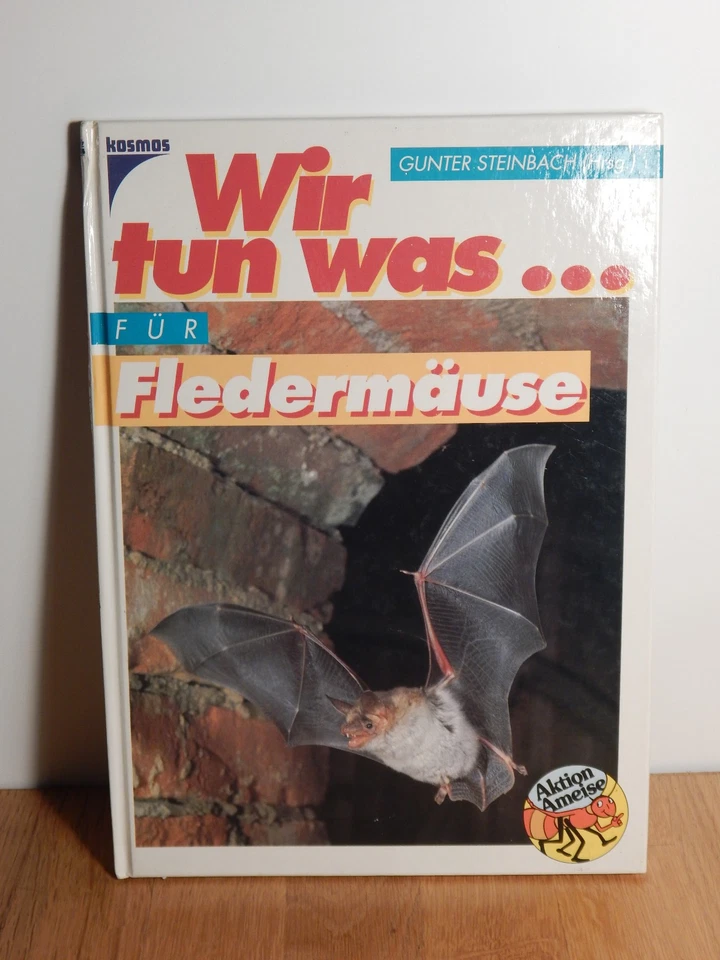 kosmos
GUNTER STEINBACH (Hrsg.)
Wir
tun was ...
FÜR
Fledermäuse
Aktion
Ameise